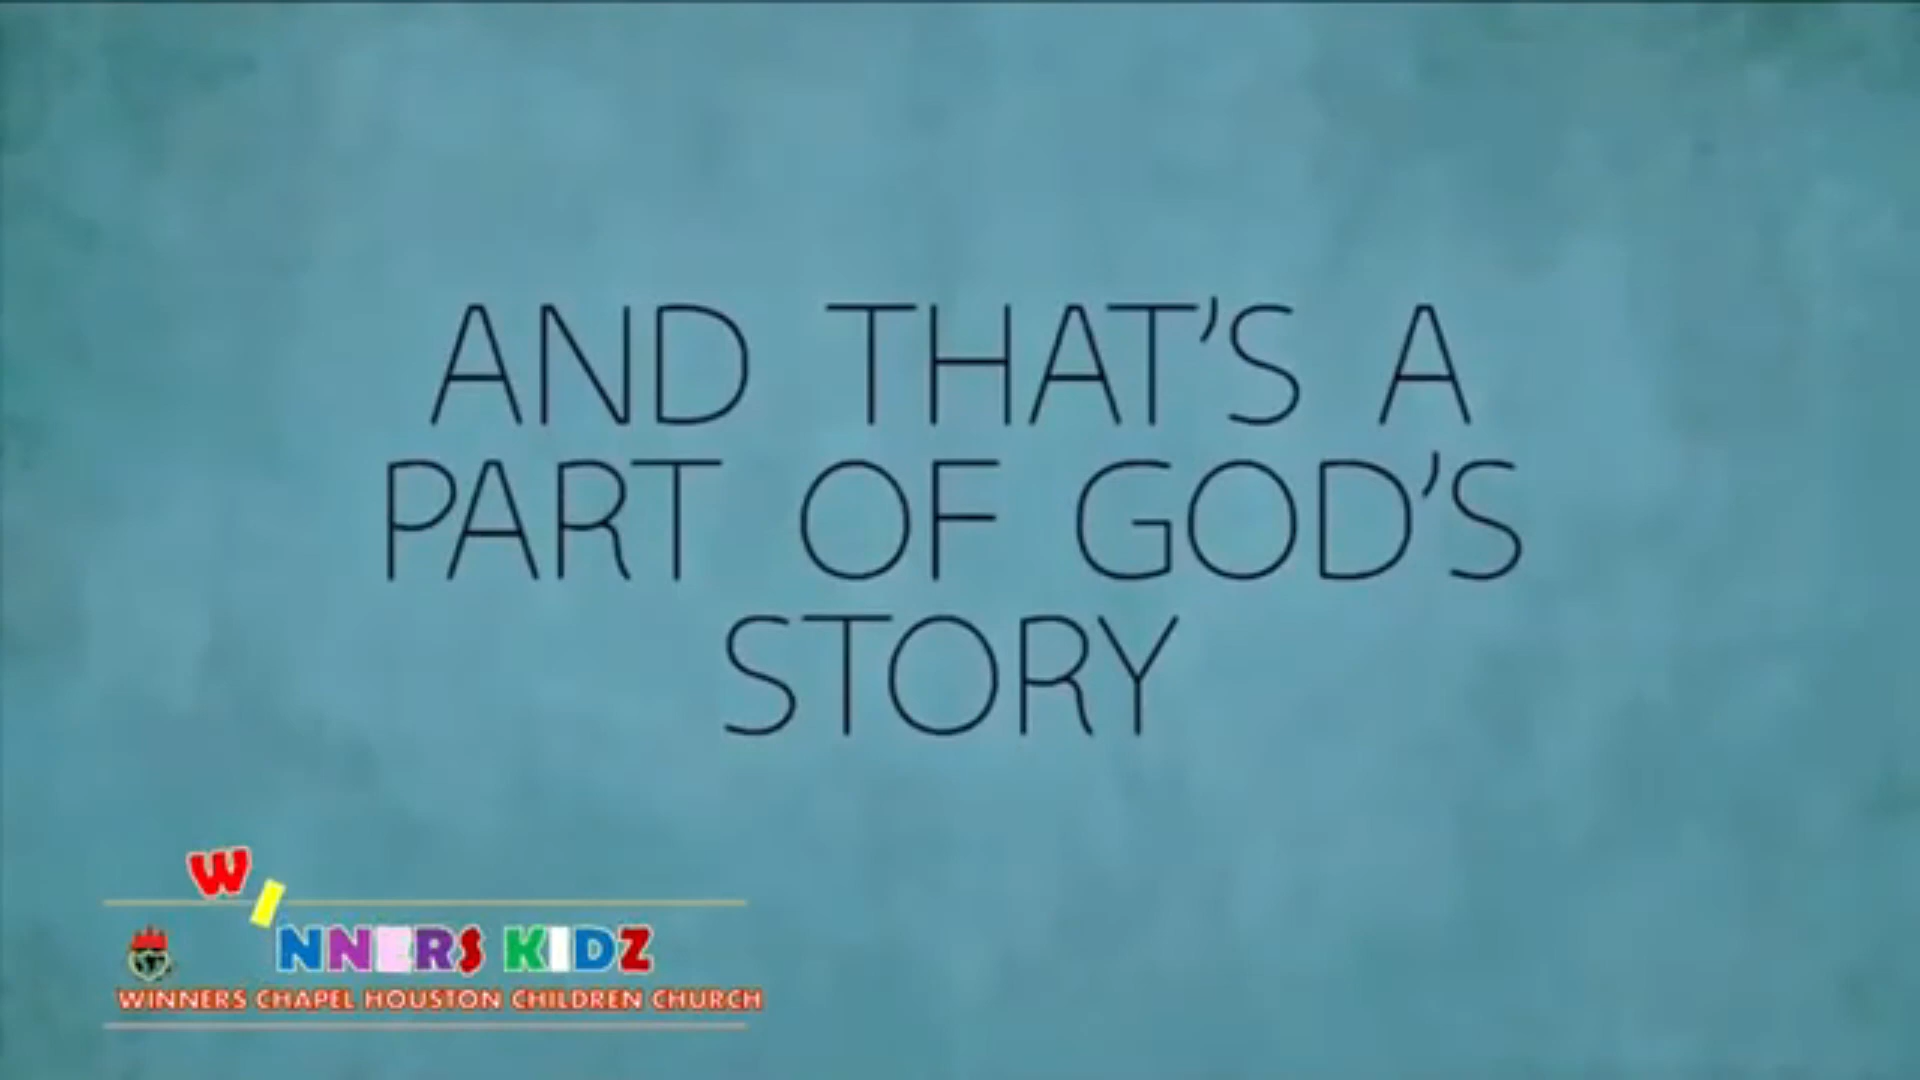 AND THAT'S A
PART OF GOD'S
STORY
WINNERS KIDZ
WINNERS CHAPEL HOUSTON CHILDREN CHURCH